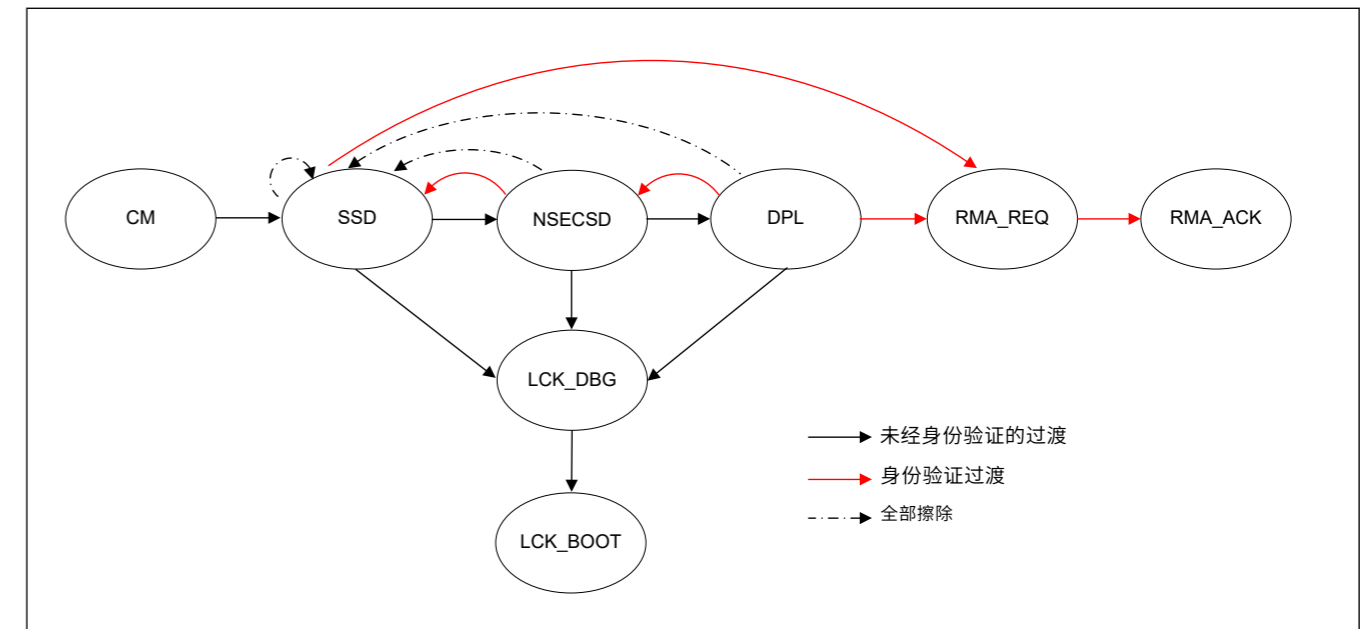 CM
SSD
NSECSD
DPL
RMA_REQ
RMA_ACK
LCK_DBG
未经身份验证的过渡
身份验证过渡
全部擦除
LCK_BOOT